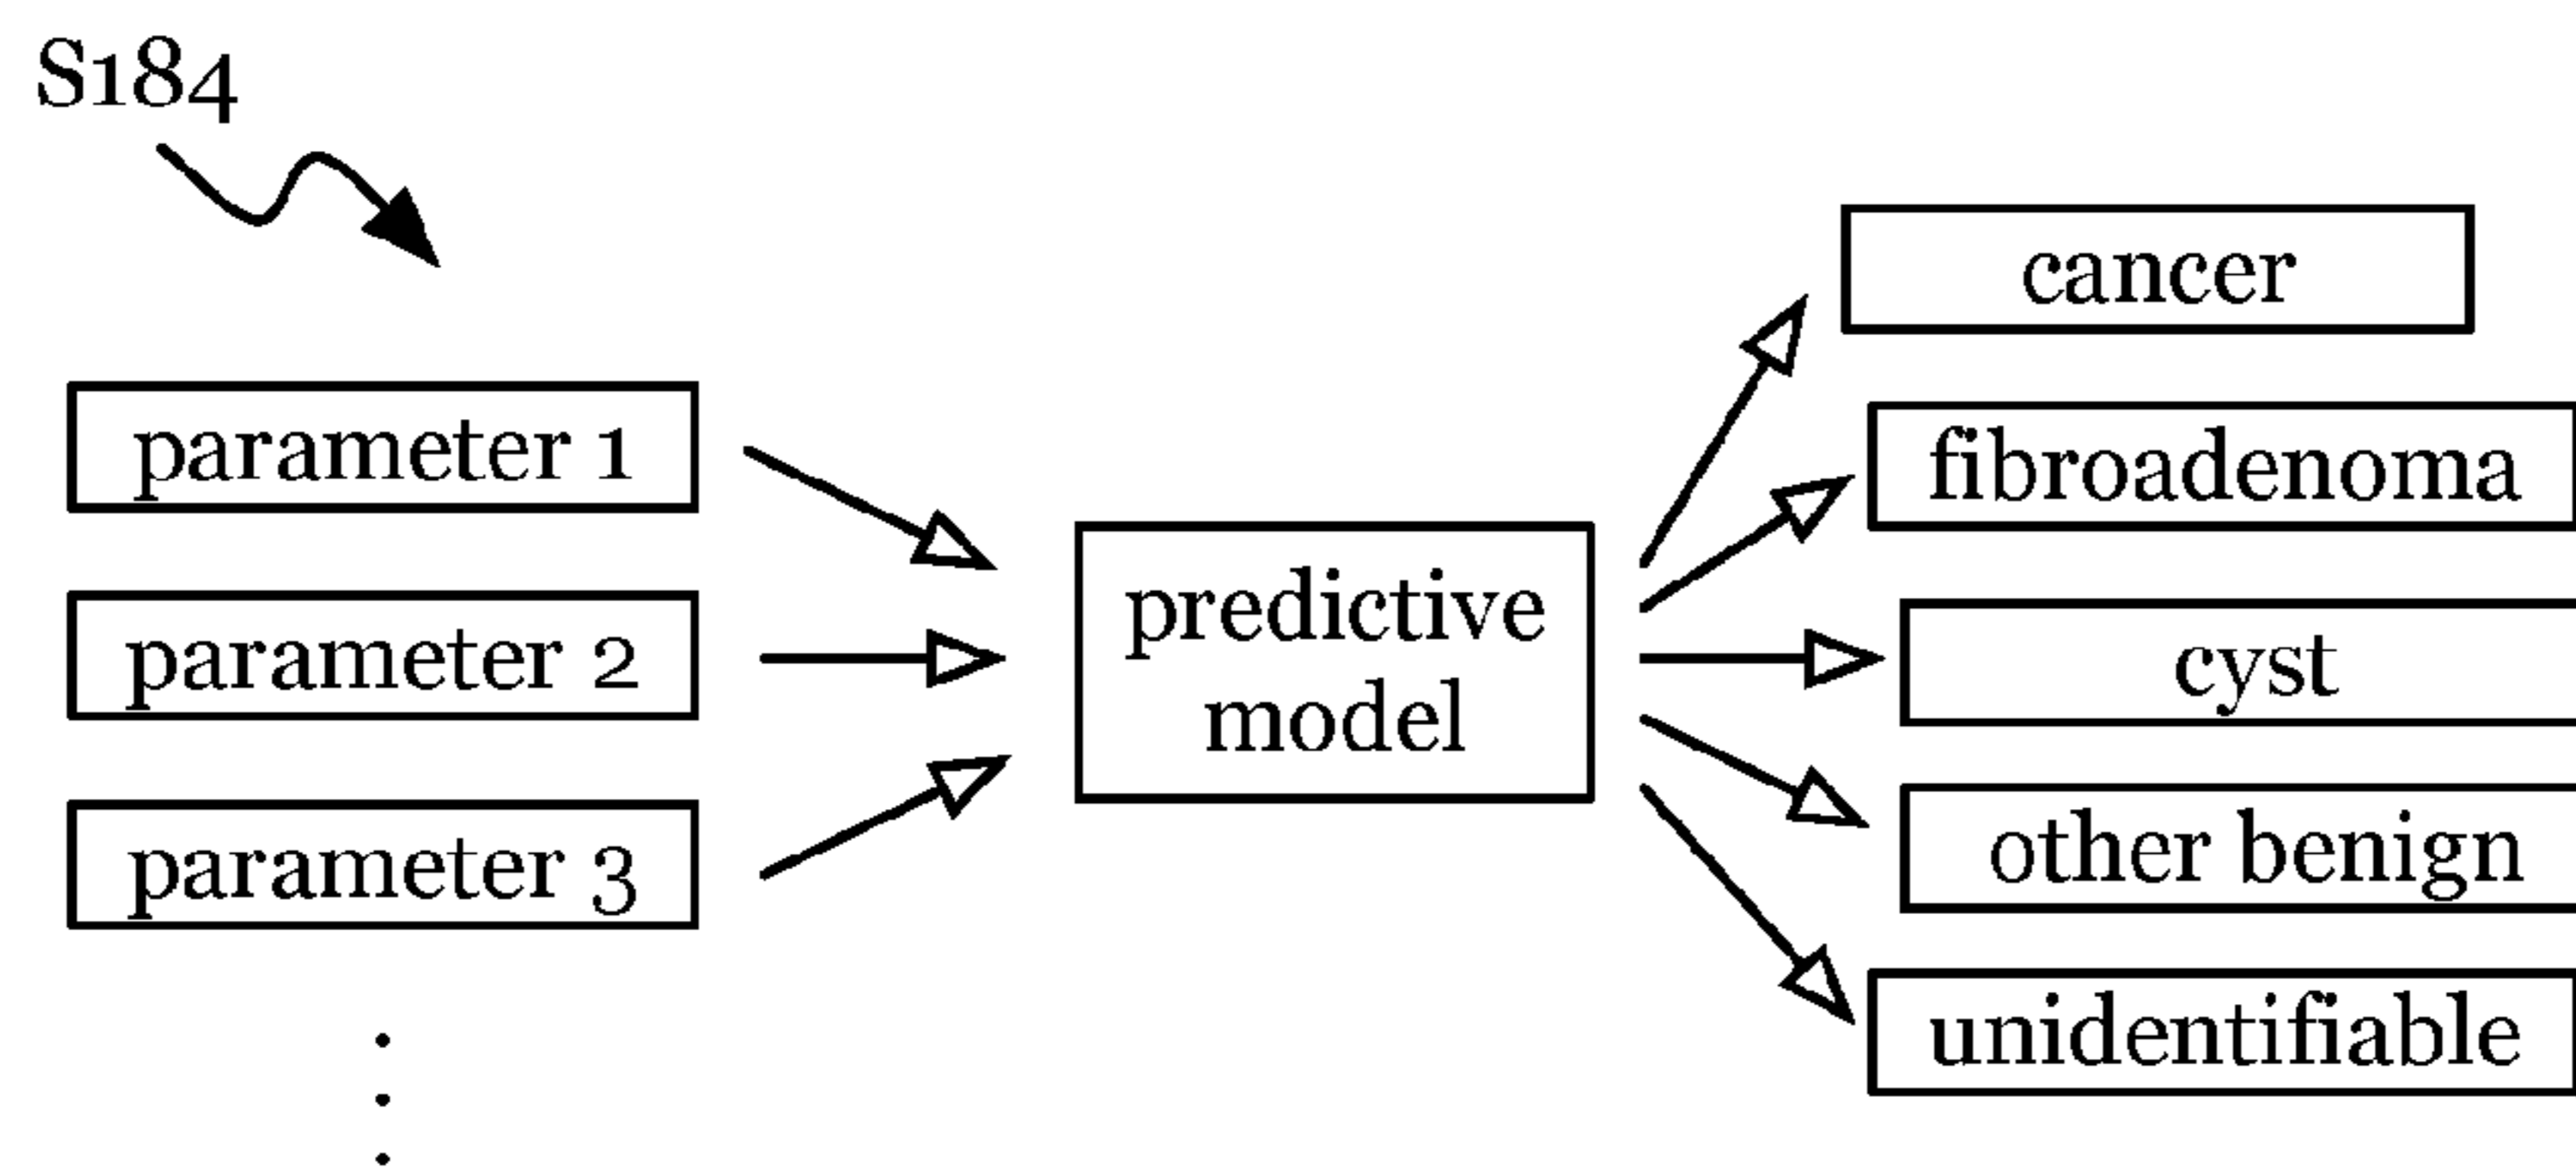 S184
parameter 1
parameter 2
parameter 3
predictive
model
cancer
fibroadenoma
cyst
other benign
unidentifiable